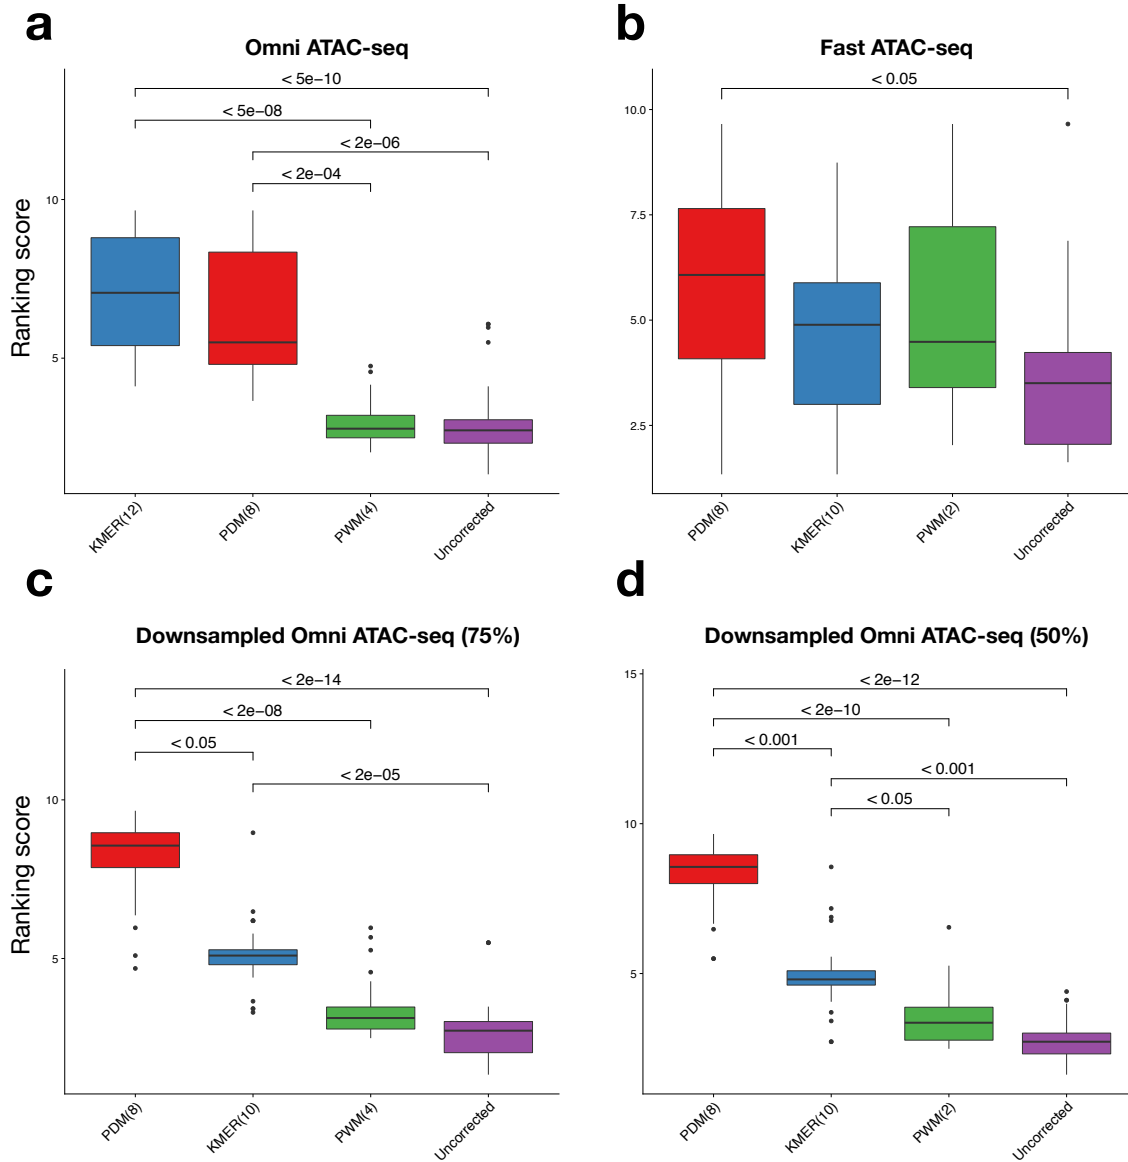 a
Omni ATAC-seq
< 5e−10
< 5e−08
< 2e−06
< 2e−04
10
5
Ranking score
KMER(12)
PDM(8)
PWM(4)
Uncorrected
b
Fast ATAC-seq
< 0.05
10.0
7.5
5.0
2.5
PDM(8)
KMER(10)
PWM(2)
Uncorrected
c
Downsampled Omni ATAC-seq (75%)
< 2e−14
< 2e−08
< 0.05
< 2e−05
10
5
Ranking score
PDM(8)
KMER(10)
PWM(4)
Uncorrected
d
Downsampled Omni ATAC-seq (50%)
15
< 2e−12
< 2e−10
< 0.001
< 0.001
< 0.05
10
5
PDM(8)
KMER(10)
PWM(2)
Uncorrected